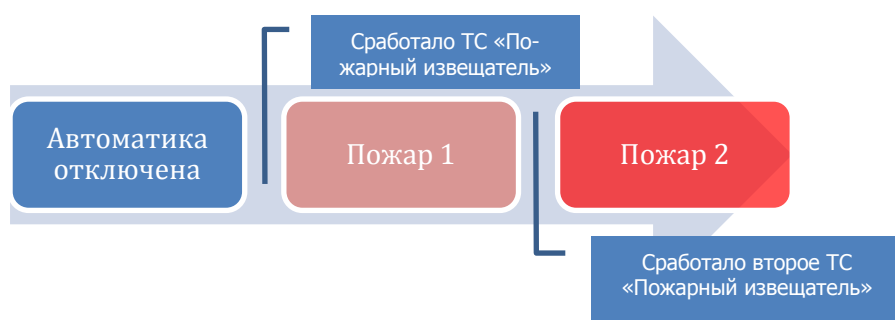 Сработало ТС «По-
жарный извещатель»
Автоматика
отключена
Пожар 1
Пожар 2
Сработало второе ТС
«Пожарный извещатель»